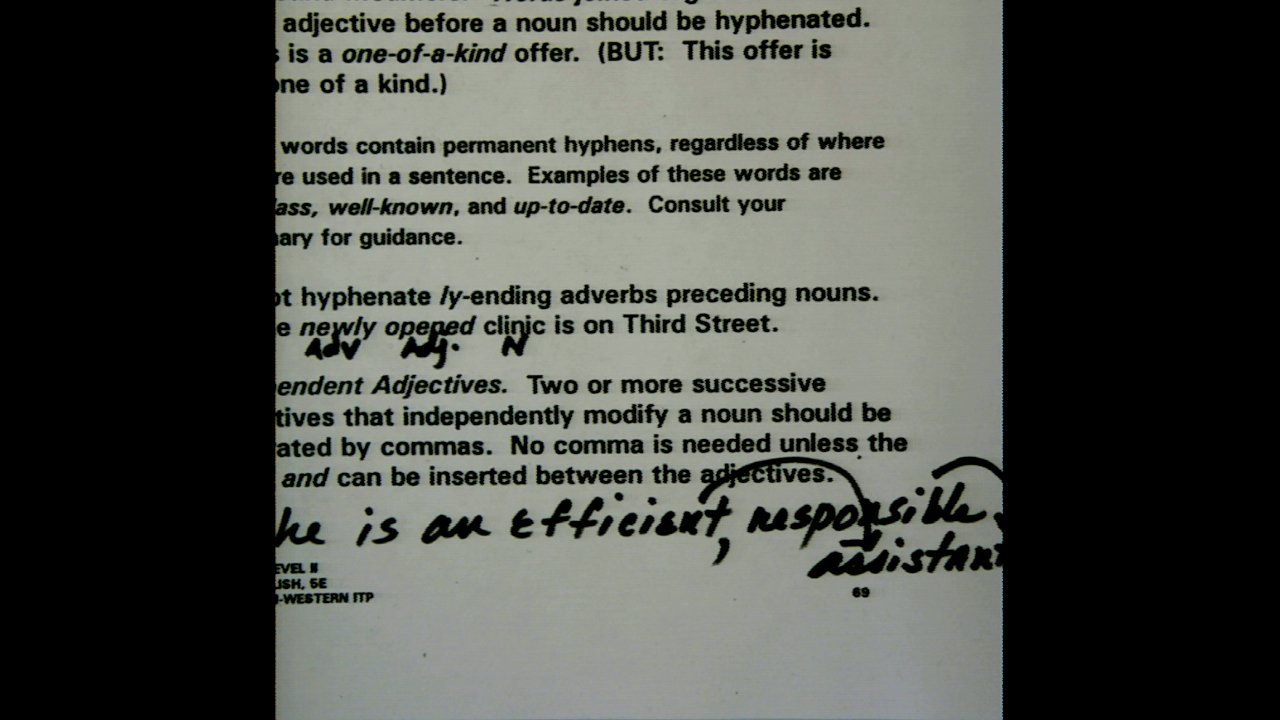 adjective before a noun should be hyphenated.
is a one-of-a-kind offer. (BUT: This offer is
one of a kind.)
words contain permanent hyphens, regardless of where
re used in a sentence. Examples of these words are
ass, well-known, and up-to-date. Consult your
ary for guidance.
ot hyphenate ly-ending adverbs preceding nouns.
e newly opened clinic is on Third Street.
Adv Adj. N
endent Adjectives. Two or more successive
tives that independently modify a noun should be
ated by commas. No comma is needed unless the
and can be inserted between the adjectives.
he is an efficient, responsible
assistant
EVEL II
ISH, 5E
-WESTERN ITP
69